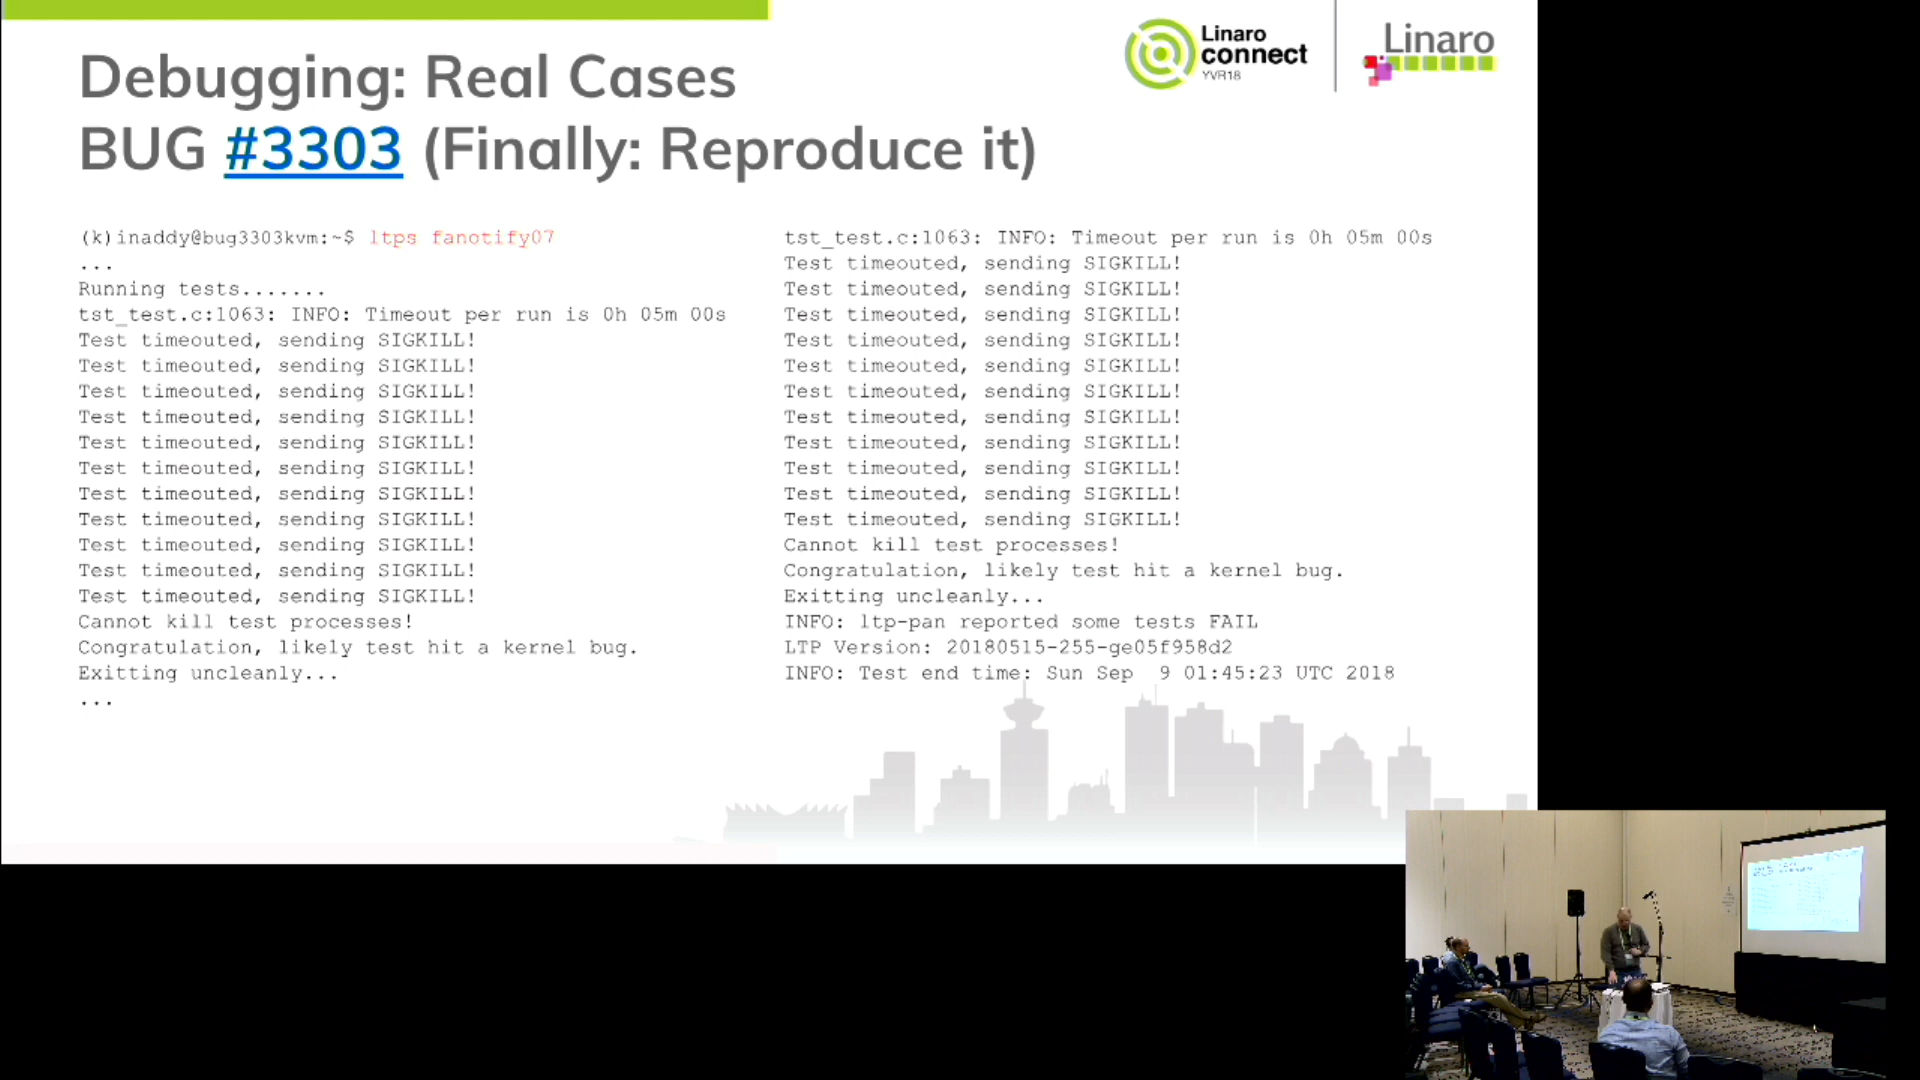 Debugging: Real Cases
BUG #3303 (Finally: Reproduce it)
Linaro
connect
YVR18
Linaro
(k)inaddy@bug3303kvm:~$ ltps fanotify07
...
Running tests.......
tst_test.c:1063: INFO: Timeout per run is 0h 05m 00s
Test timeouted, sending SIGKILL!
Test timeouted, sending SIGKILL!
Test timeouted, sending SIGKILL!
Test timeouted, sending SIGKILL!
Test timeouted, sending SIGKILL!
Test timeouted, sending SIGKILL!
Test timeouted, sending SIGKILL!
Test timeouted, sending SIGKILL!
Test timeouted, sending SIGKILL!
Test timeouted, sending SIGKILL!
Test timeouted, sending SIGKILL!
Cannot kill test processes!
Congratulation, likely test hit a kernel bug.
Exitting uncleanly...
...
tst_test.c:1063: INFO: Timeout per run is 0h 05m 00s
Test timeouted, sending SIGKILL!
Test timeouted, sending SIGKILL!
Test timeouted, sending SIGKILL!
Test timeouted, sending SIGKILL!
Test timeouted, sending SIGKILL!
Test timeouted, sending SIGKILL!
Test timeouted, sending SIGKILL!
Test timeouted, sending SIGKILL!
Test timeouted, sending SIGKILL!
Test timeouted, sending SIGKILL!
Test timeouted, sending SIGKILL!
Cannot kill test processes!
Congratulation, likely test hit a kernel bug.
Exitting uncleanly...
INFO: ltp-pan reported some tests FAIL
LTP Version: 20180515-255-ge05f958d2
INFO: Test end time: Sun Sep  9 01:45:23 UTC 2018